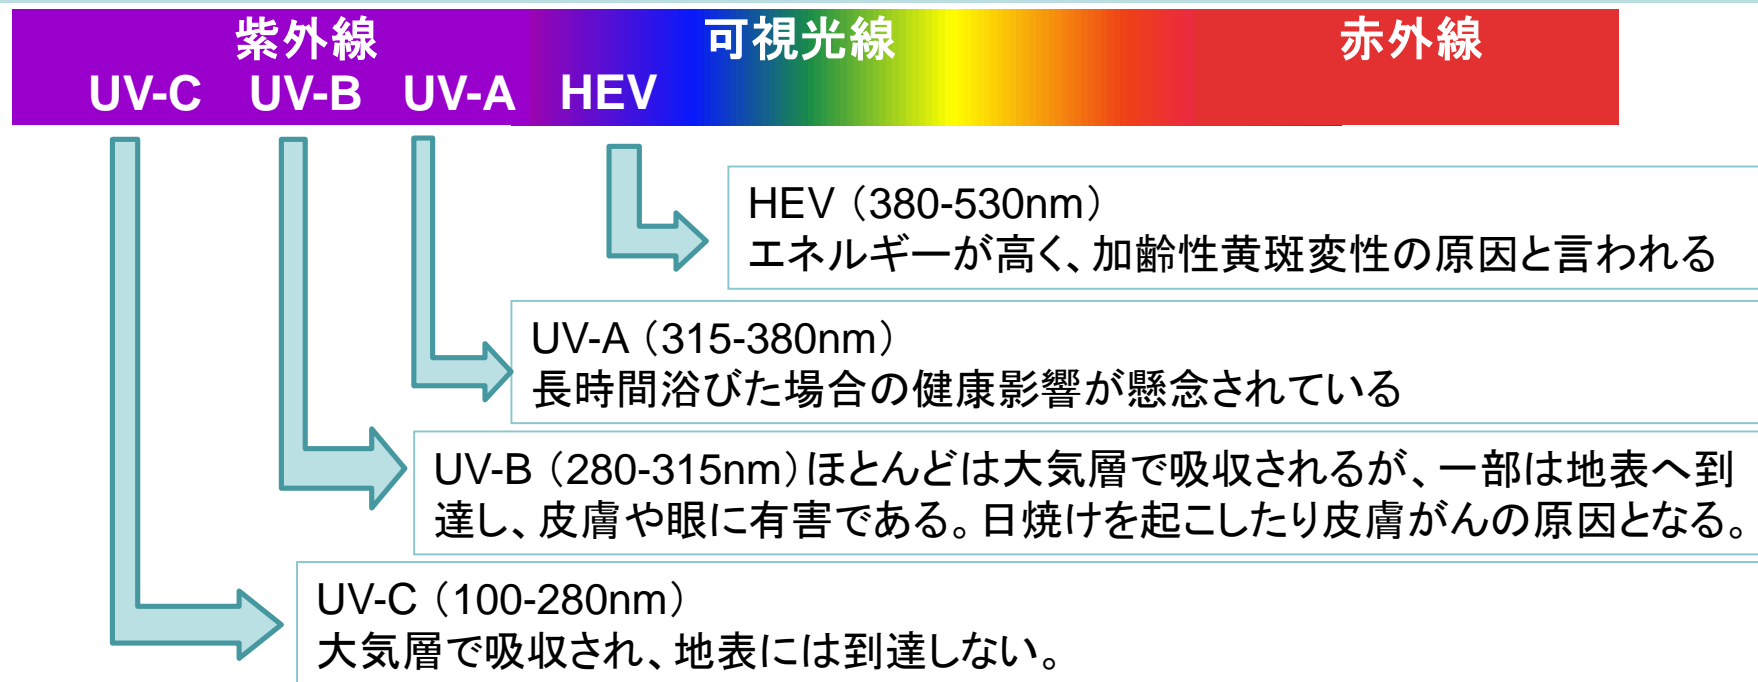 紫外線 可視光線 赤外線
UV-C UV-B UV-A HEV
HEV（380-530nm）
エネルギーが高く、加齢性黄斑変性の原因と言われる
UV-A（315-380nm）
長時間浴びた場合の健康影響が懸念されている
UV-B（280-315nm）ほとんどは大気層で吸収されるが、一部は地表へ到
達し、皮膚や眼に有害である。日焼けを起こしたり皮膚がんの原因となる。
UV-C（100-280nm）
大気層で吸収され、地表には到達しない。